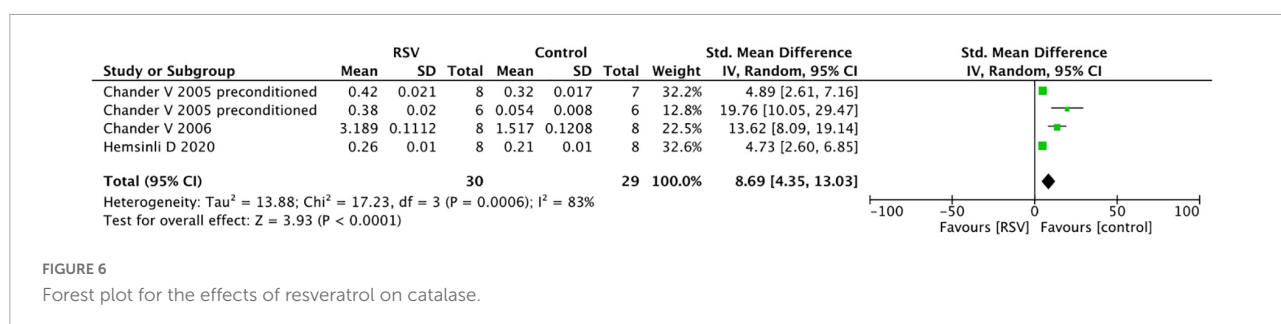 RSV Control Std. Mean Difference Std. Mean Difference
Study or Subgroup Mean SD Total Mean SD Total Weight IV, Random, 95% CI IV, Random, 95% CI
Chander V 2005 preconditioned 0.42 0.021 8 0.32 0.017 7 32.2% 4.89 [2.61, 7.16]
Chander V 2005 preconditioned 0.38 0.02 6 0.054 0.008 6 12.8% 19.76 [10.05, 29.47]
Chander V 2006 3.189 0.1112 8 1.517 0.1208 8 22.5% 13.62 [8.09, 19.14]
Hemsinli D 2020 0.26 0.01 8 0.21 0.01 8 32.6% 4.73 [2.60, 6.85]
Total (95% CI) 30 29 100.0% 8.69 [4.35, 13.03]
Heterogeneity: Tau² = 13.88; Chi² = 17.23, df = 3 (P = 0.0006); I² = 83%
Test for overall effect: Z = 3.93 (P < 0.0001)
-100 -50 0 50 100
Favours [RSV] Favours [control]
FIGURE 6
Forest plot for the effects of resveratrol on catalase.